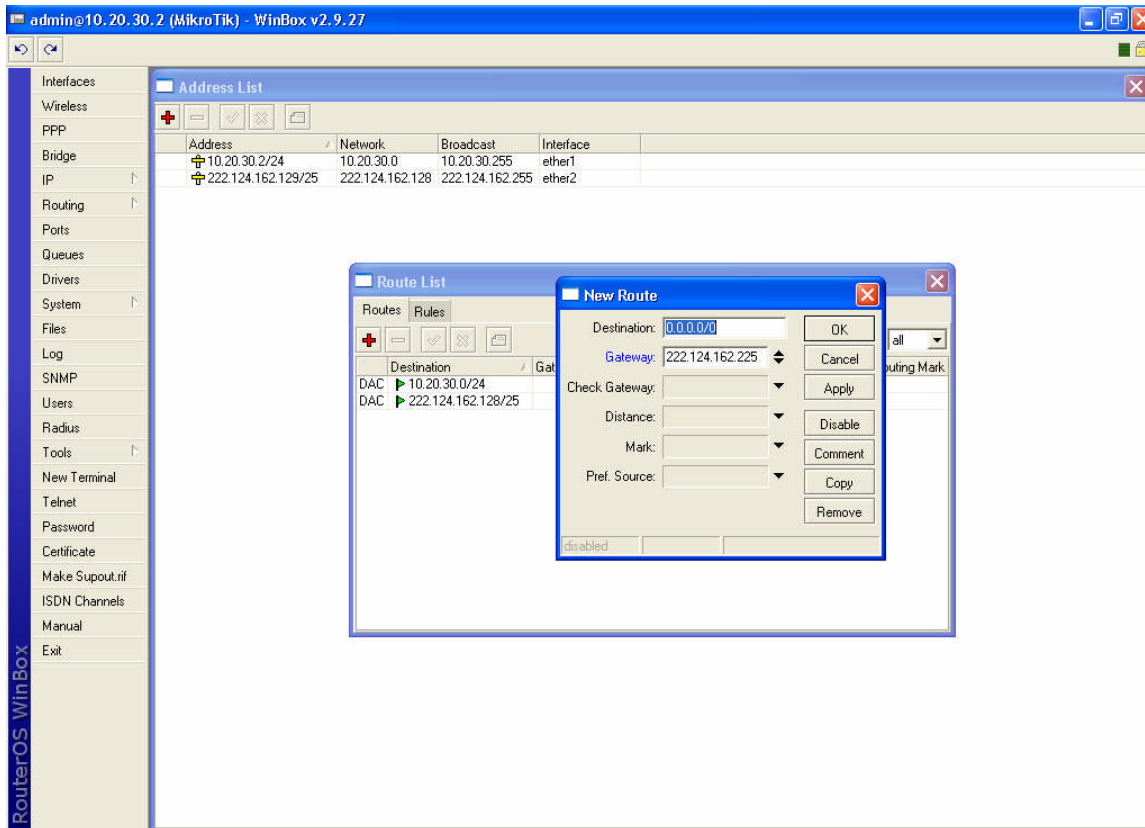 admin@10.20.30.2 (MikroTik) - WinBox v2.9.27
Interfaces
Wireless
PPP
Bridge
IP
Routing
Ports
Queues
Drivers
System
Files
Log
SNMP
Users
Radius
Tools
New Terminal
Telnet
Password
Certificate
Make Supout.rif
ISDN Channels
Manual
Exit
RouterOS WinBox
Address List
Address Network Broadcast Interface
10.20.30.2/24 10.20.30.0 10.20.30.255 ether1
222.124.162.129/25 222.124.162.128 222.124.162.255 ether2
Route List
Routes Rules
all
Destination Gat outing Mark
DAC 10.20.30.0/24
DAC 222.124.162.128/25
New Route
Destination: 0.0.0.0/0 OK
Gateway: 222.124.162.225 Cancel
Check Gateway: Apply
Distance: Disable
Mark: Comment
Pref. Source: Copy
Remove
disabled